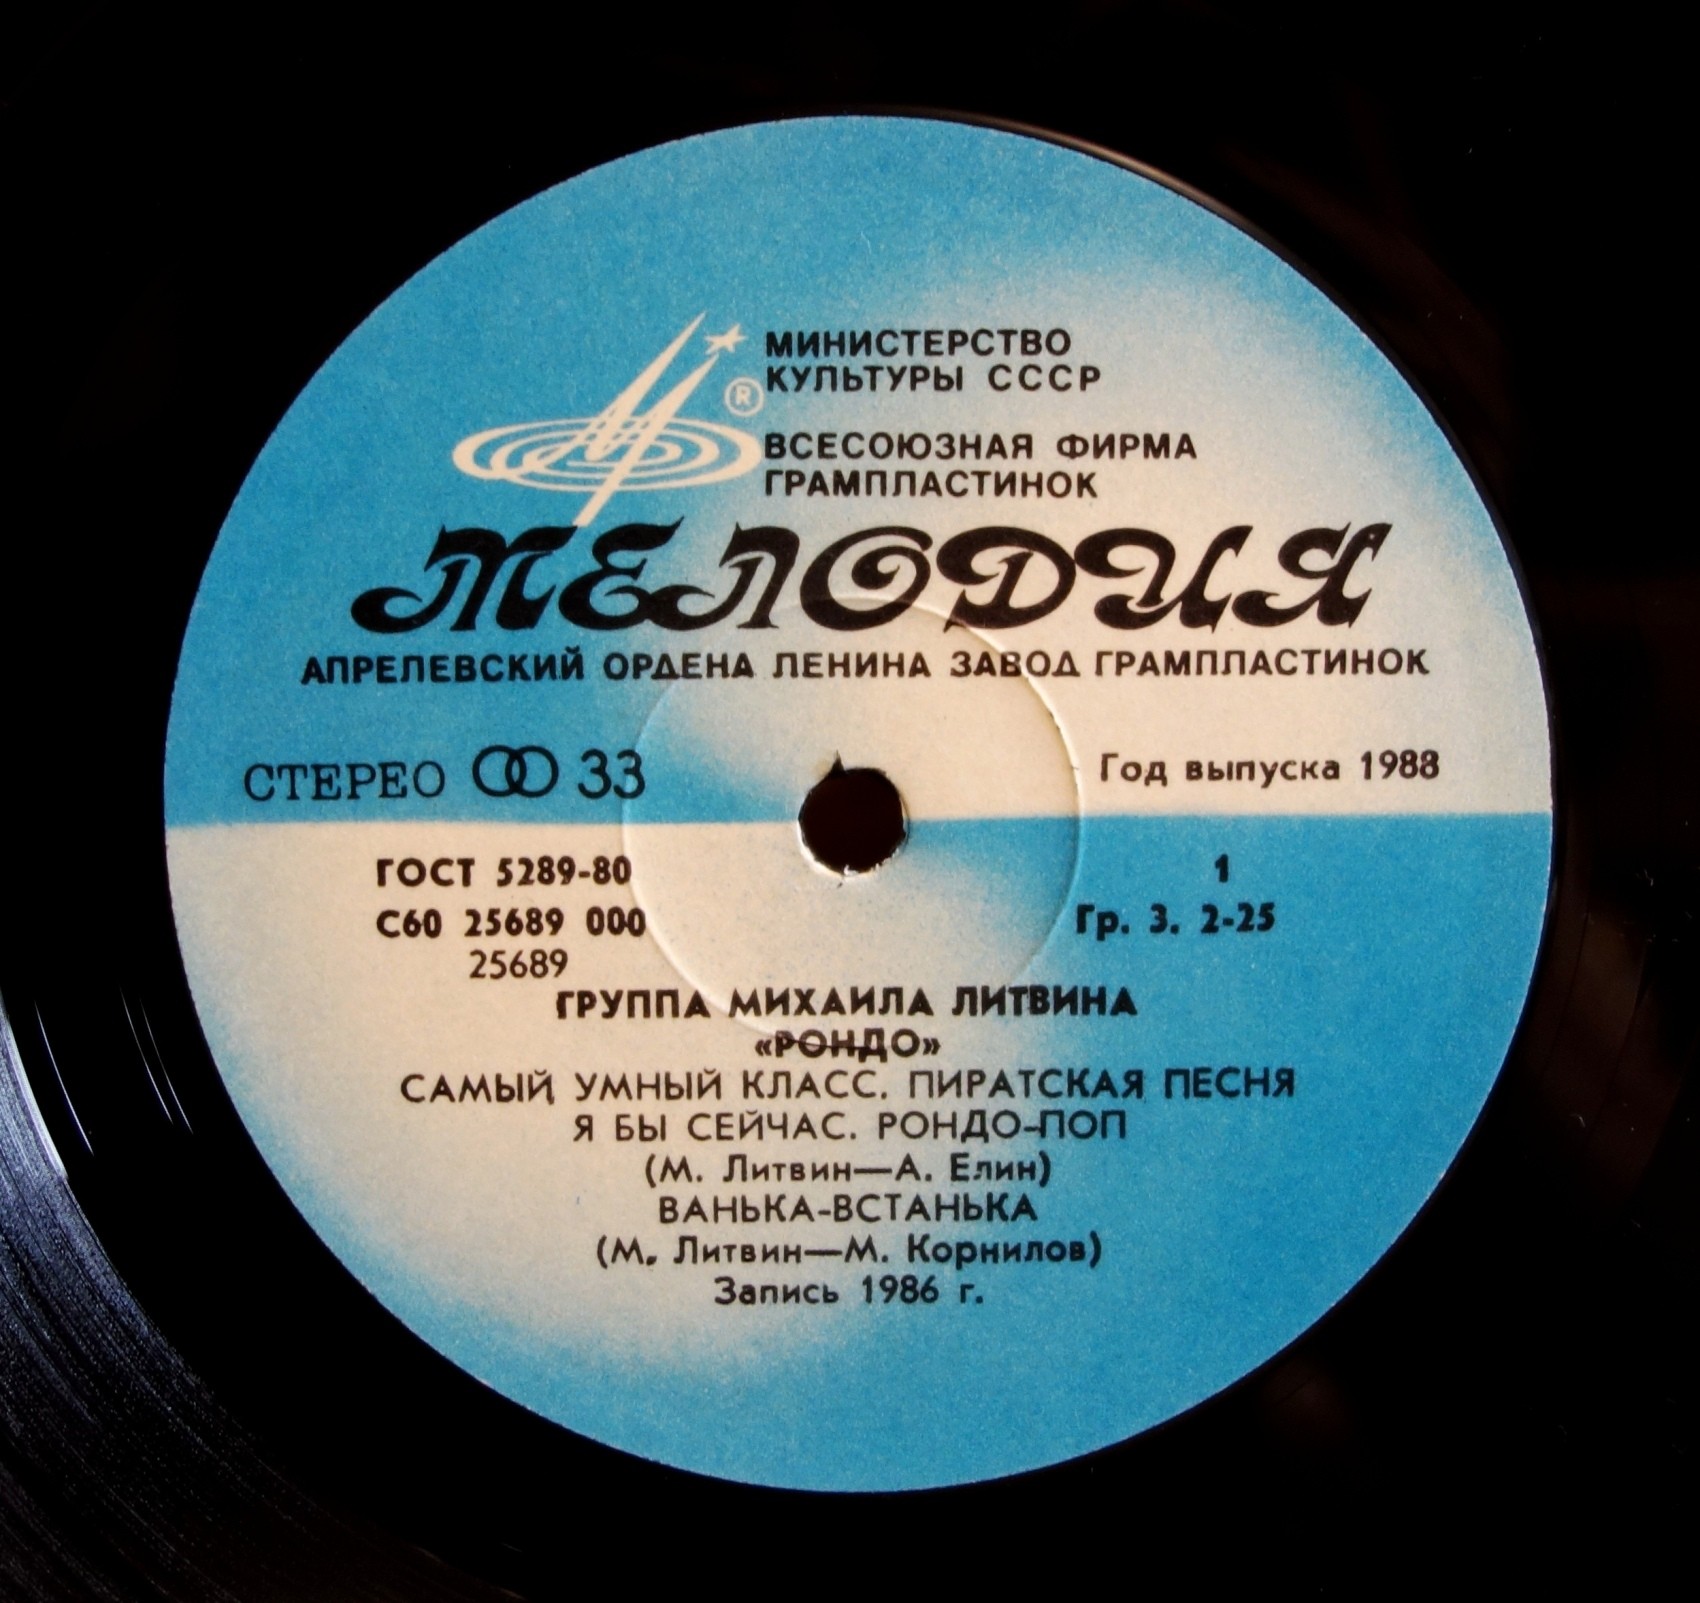 МИНИСТЕРСТВО
КУЛЬТУРЫ СССР
®
ВСЕСОЮЗНАЯ ФИРМА
ГРАМПЛАСТИНОК
МЕЛОДИЯ
АПРЕЛЕВСКИЙ ОРДЕНА ЛЕНИНА ЗАВОД ГРАМПЛАСТИНОК
СТЕРЕО 33
Год выпуска 1988
ГОСТ 5289-80
1
С60 25689 000
Гр. 3. 2-25
25689
ГРУППА МИХАИЛА ЛИТВИНА
«РОНДО»
САМЫЙ УМНЫЙ КЛАСС. ПИРАТСКАЯ ПЕСНЯ
Я БЫ СЕЙЧАС. РОНДО-ПОП
(М. Литвин—А. Елин)
ВАНЬКА-ВСТАНЬКА
(М. Литвин—М. Корнилов)
Запись 1986 г.